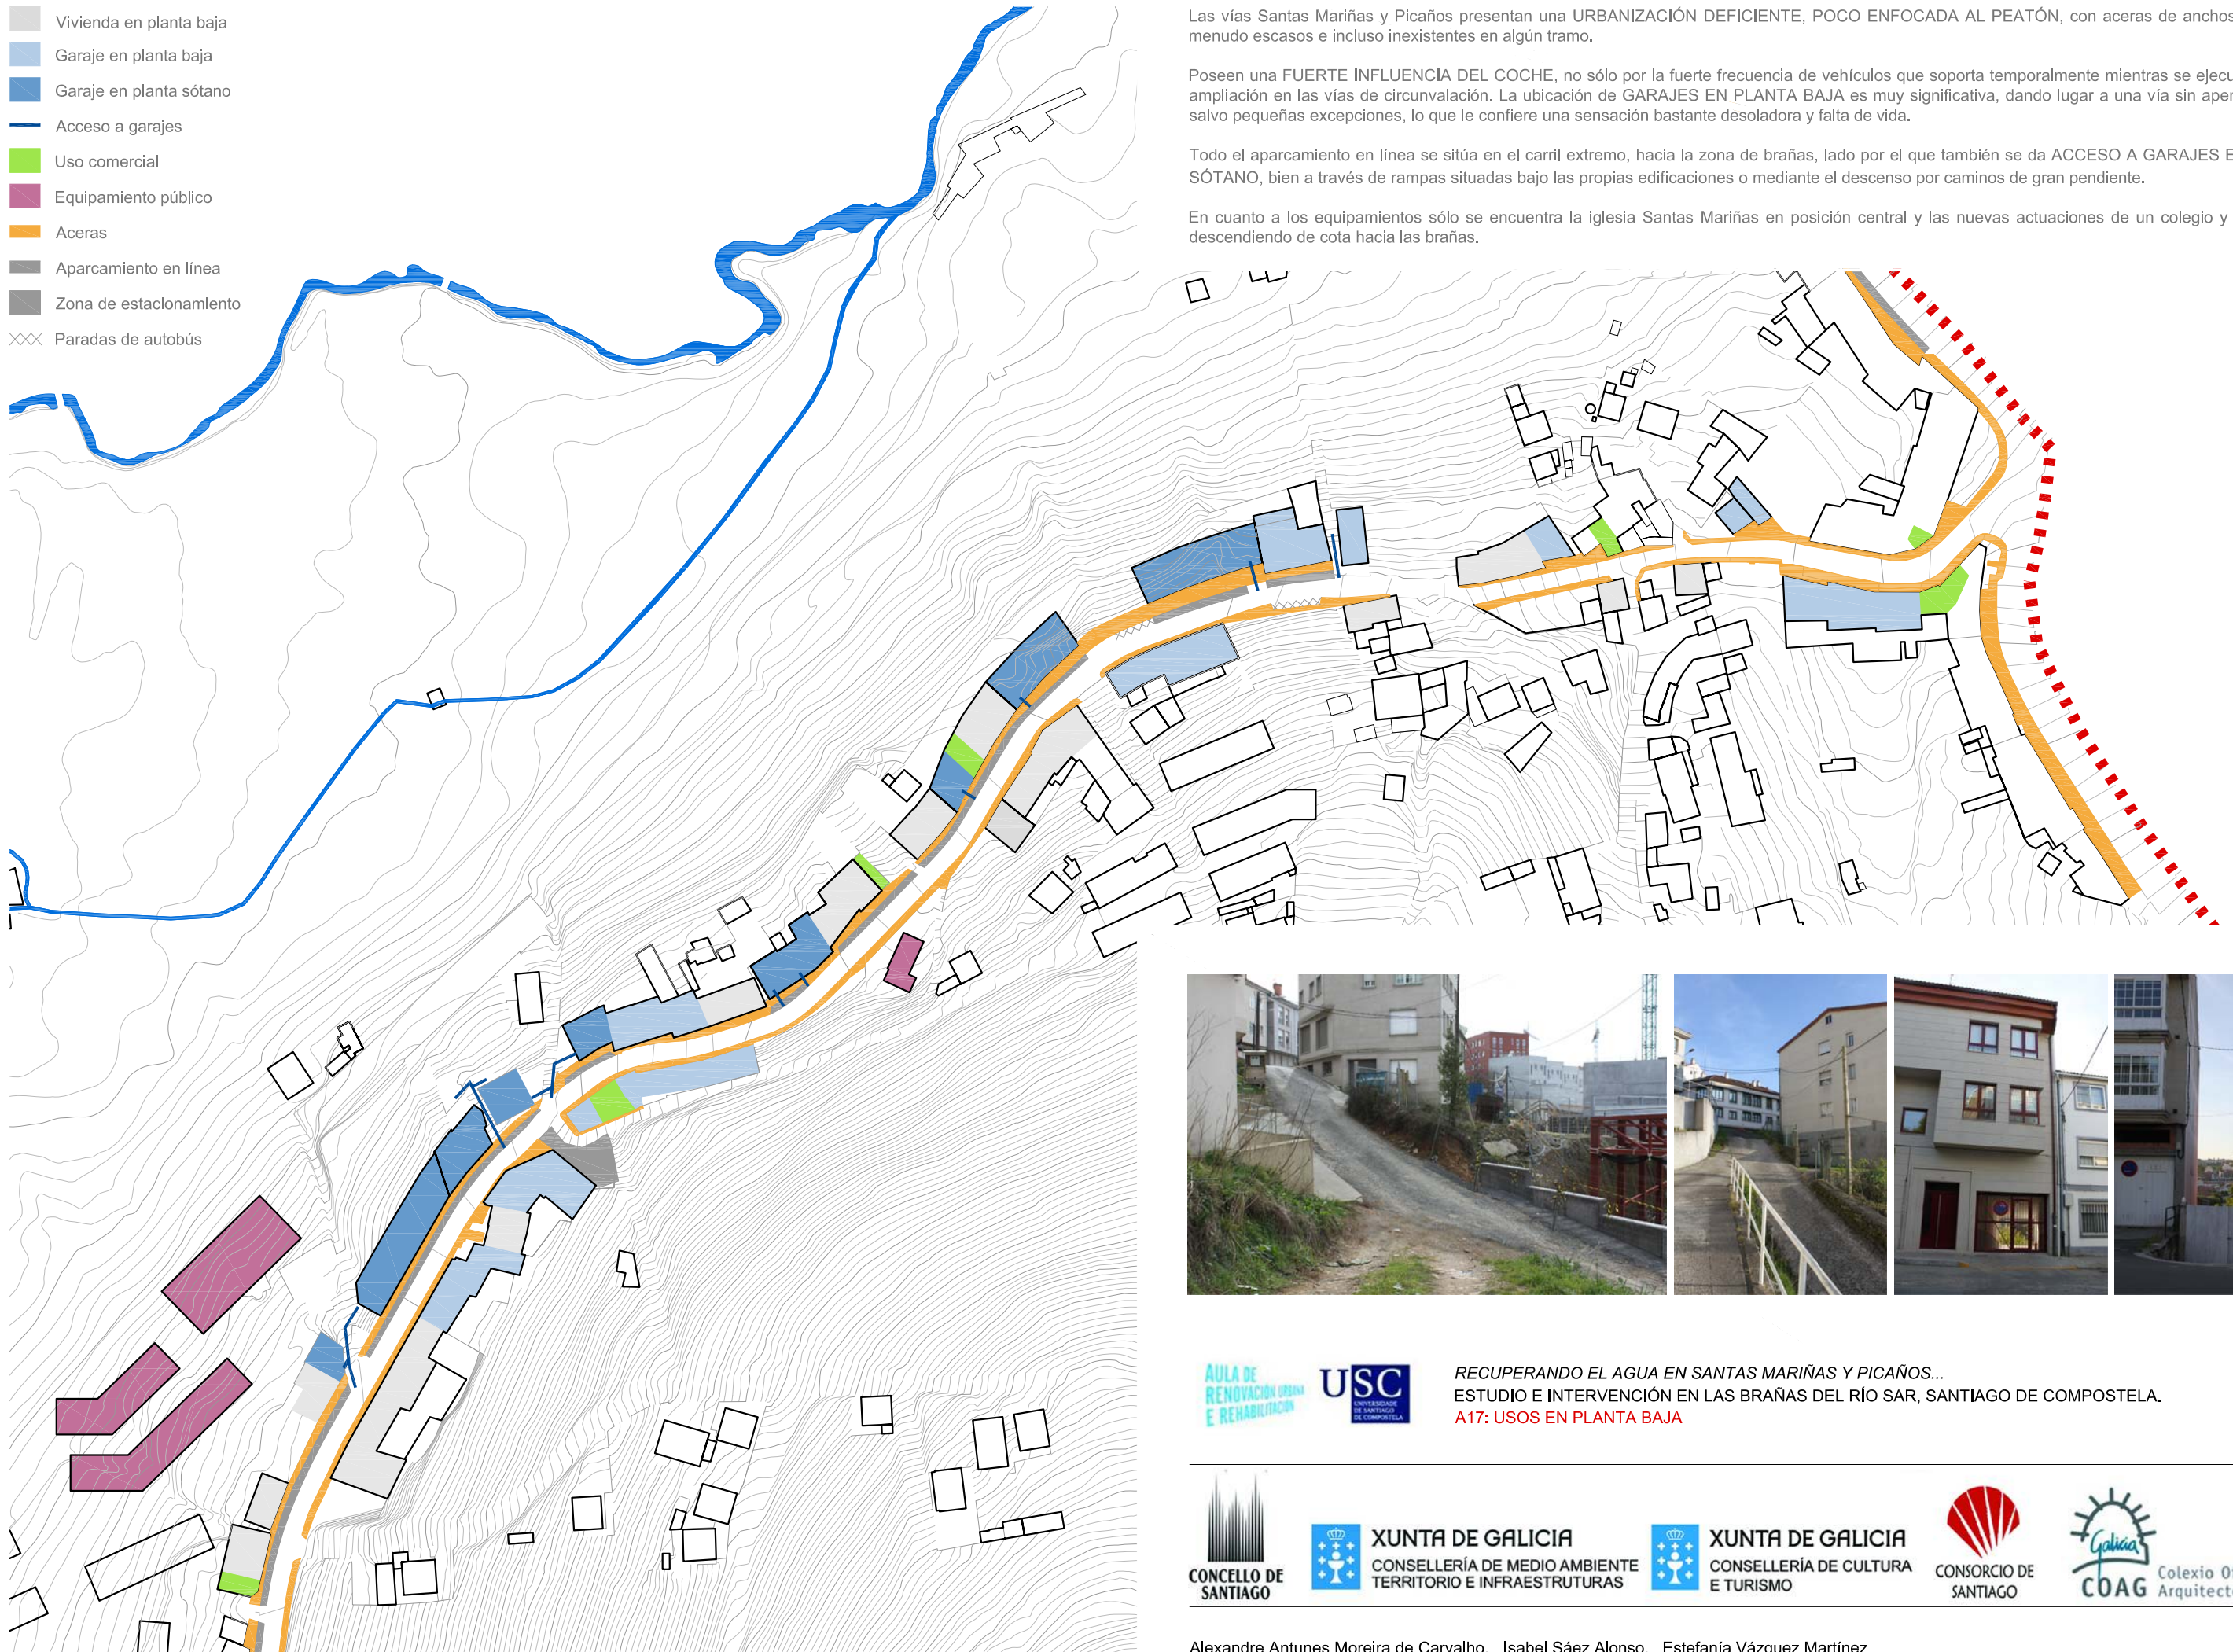 Vivienda en planta baja
Garaje en planta baja
Garaje en planta sótano
Acceso a garajes
Uso comercial
Equipamiento público
Aceras
Aparcamiento en línea
Zona de estacionamiento
Paradas de autobús
Las vías Santas Mariñas y Picaños presentan una URBANIZACIÓN DEFICIENTE, POCO ENFOCADA AL PEATÓN, con aceras de anchos
menudo escasos e incluso inexistentes en algún tramo.
Poseen una FUERTE INFLUENCIA DEL COCHE, no sólo por la fuerte frecuencia de vehículos que soporta temporalmente mientras se ejecu
ampliación en las vías de circunvalación. La ubicación de GARAJES EN PLANTA BAJA es muy significativa, dando lugar a una vía sin aper
salvo pequeñas excepciones, lo que le confiere una sensación bastante desoladora y falta de vida.
Todo el aparcamiento en línea se sitúa en el carril extremo, hacia la zona de brañas, lado por el que también se da ACCESO A GARAJES E
SÓTANO, bien a través de rampas situadas bajo las propias edificaciones o mediante el descenso por caminos de gran pendiente.
En cuanto a los equipamientos sólo se encuentra la iglesia Santas Mariñas en posición central y las nuevas actuaciones de un colegio y
descendiendo de cota hacia las brañas.
AULA DE
RENOVACIÓN URBANA
E REHABILITACIÓN
USC
UNIVERSIDADE
DE SANTIAGO
DE COMPOSTELA
RECUPERANDO EL AGUA EN SANTAS MARIÑAS Y PICAÑOS...
ESTUDIO E INTERVENCIÓN EN LAS BRAÑAS DEL RÍO SAR, SANTIAGO DE COMPOSTELA.
A17: USOS EN PLANTA BAJA
CONCELLO DE
SANTIAGO
XUNTA DE GALICIA
CONSELLERÍA DE MEDIO AMBIENTE
TERRITORIO E INFRAESTRUTURAS
XUNTA DE GALICIA
CONSELLERÍA DE CULTURA
E TURISMO
CONSORCIO DE
SANTIAGO
Galicia
COAG
Colexio Of
Arquitect
Alexandre Antunes Moreira de Carvalho. Isabel Sáez Alonso. Estefanía Vázquez Martínez